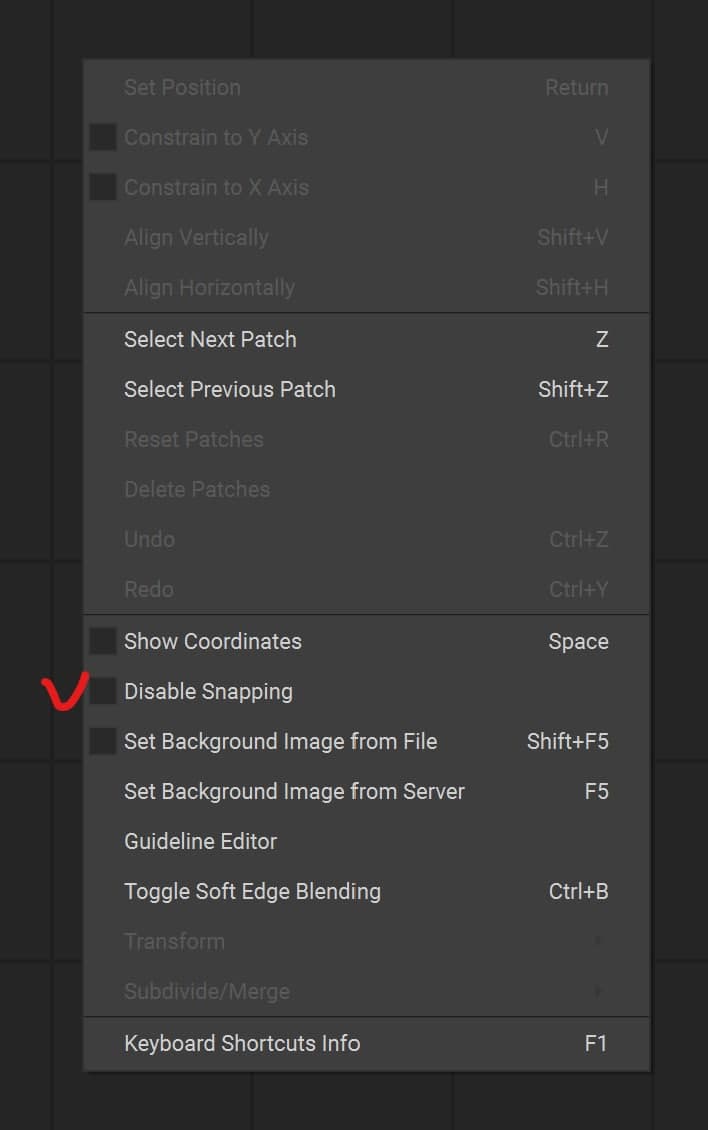 Set Position Return
Constrain to Y Axis V
Constrain to X Axis H
Align Vertically Shift+V
Align Horizontally Shift+H
Select Next Patch Z
Select Previous Patch Shift+Z
Reset Patches Ctrl+R
Delete Patches
Undo Ctrl+Z
Redo Ctrl+Y
Show Coordinates Space
Disable Snapping
Set Background Image from File Shift+F5
Set Background Image from Server F5
Guideline Editor
Toggle Soft Edge Blending Ctrl+B
Transform
Subdivide/Merge
Keyboard Shortcuts Info F1